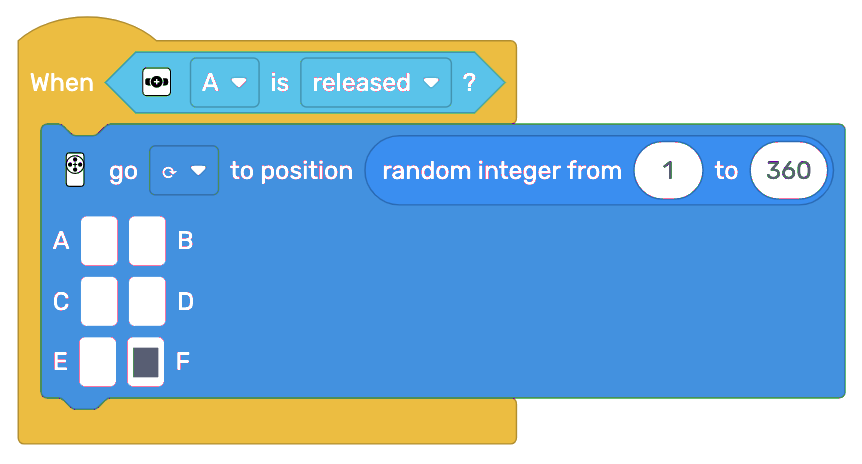 When A is released ?
go ⟳ to position random integer from 1 to 360
A B
C D
E F